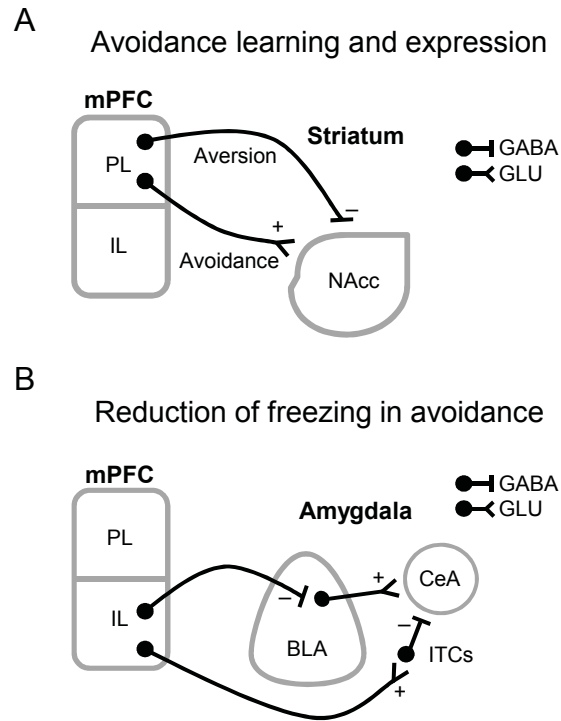 A
Avoidance learning and expression
mPFC
Striatum
GABA
GLU
PL
Aversion
–
+
IL
Avoidance
NAcc
B
Reduction of freezing in avoidance
mPFC
GABA
GLU
Amygdala
PL
+
CeA
–
IL
–
BLA
ITCs
+